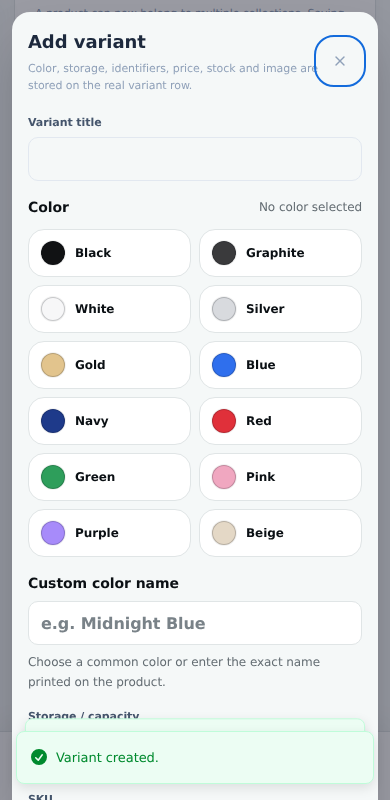 Add variant
Color, storage, identifiers, price, stock and image are
stored on the real variant row.
Variant title
Color
No color selected
Black
Graphite
White
Silver
Gold
Blue
Navy
Red
Green
Pink
Purple
Beige
Custom color name
e.g. Midnight Blue
Choose a common color or enter the exact name
printed on the product.
Storage / capacity
Variant created.
SKU